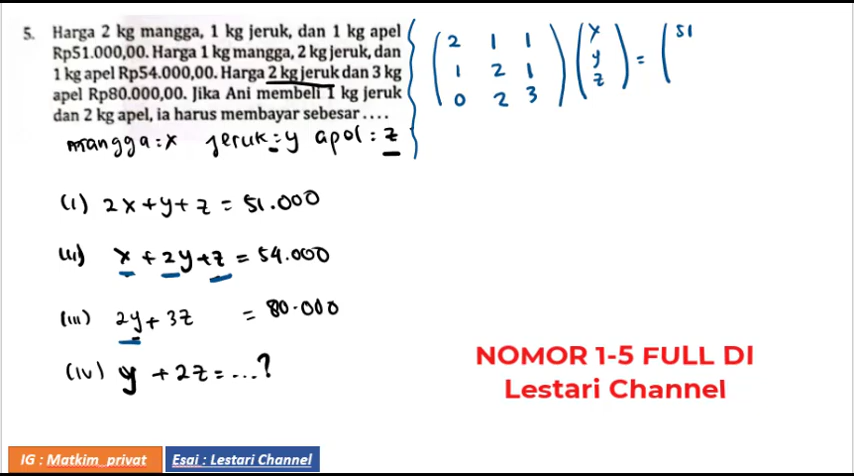 5. Harga 2 kg mangga, 1 kg jeruk, dan 1 kg apel
Rp51.000,00. Harga 1 kg mangga, 2 kg jeruk, dan
1 kg apel Rp54.000,00. Harga 2 kg jeruk dan 3 kg
apel Rp80.000,00. Jika Ani membeli 1 kg jeruk
dan 2 kg apel, ia harus membayar sebesar . . . .
mangga : x jeruk = y apol : z
(i) 2x + y + z = 51.000
(ii) x + 2y + z = 54.000
(iii) 2y + 3z = 80.000
(iv) y + 2z = ...?
2 1 1 x 51
1 2 1 y =
0 2 3 z
NOMOR 1-5 FULL DI
Lestari Channel
IG : Matkim_privat
Esai : Lestari Channel